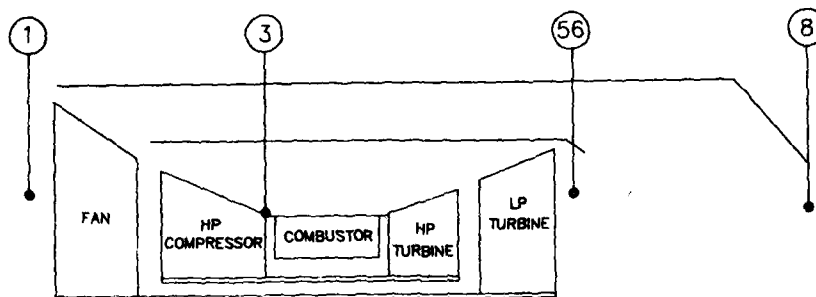 1
3
56
8
FAN
HP
COMPRESSOR
COMBUSTOR
HP
TURBINE
LP
TURBINE